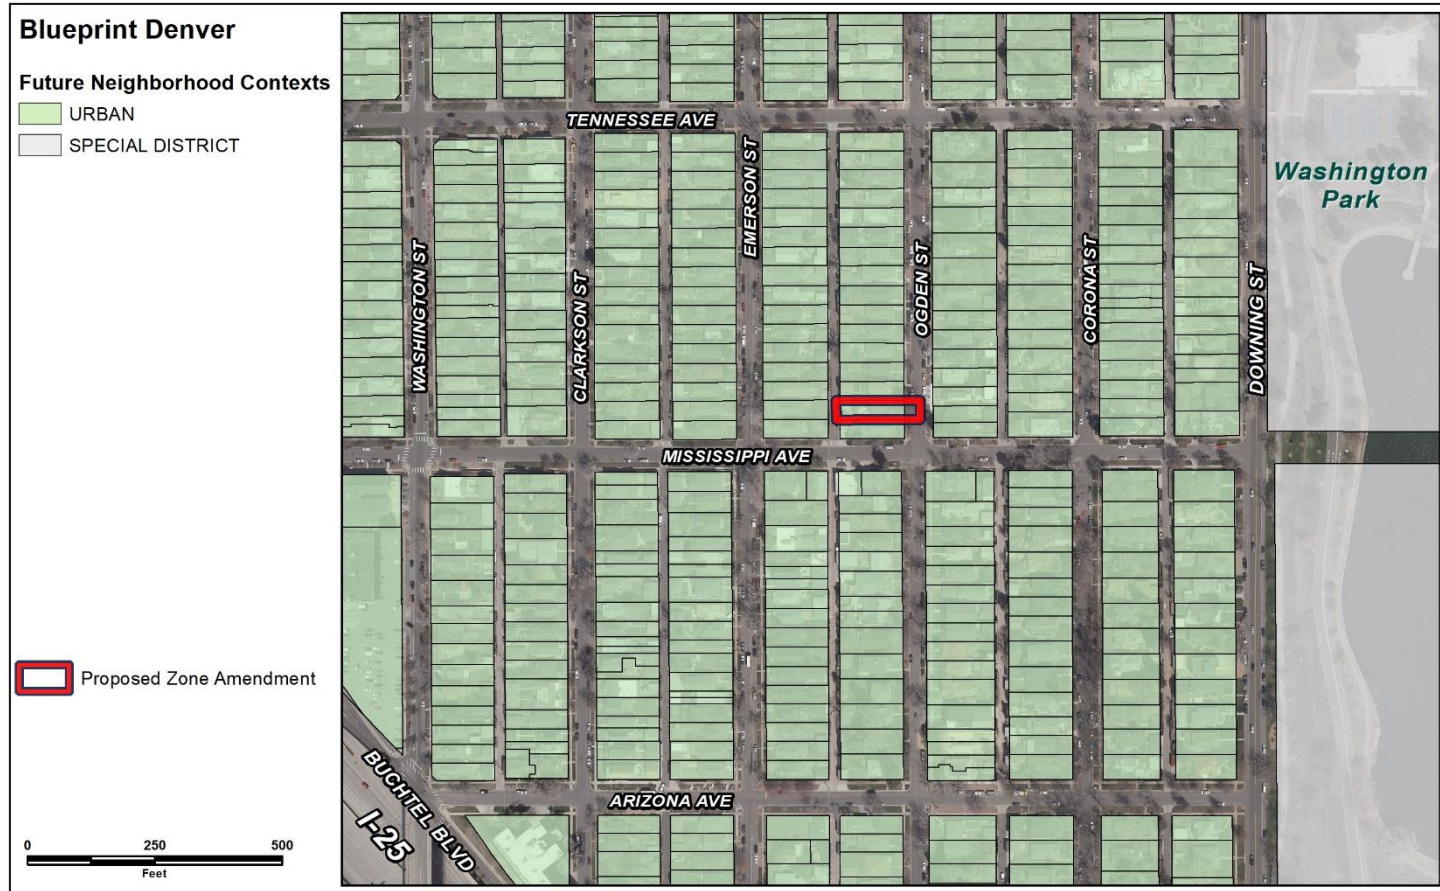 Blueprint Denver
Future Neighborhood Contexts
URBAN
SPECIAL DISTRICT
TENNESSEE AVE
Washington
Park
WASHINGTON ST
CLARKSON ST
EMERSON ST
OGDEN ST
CORONA ST
DOWNING ST
MISSISSIPPI AVE
Proposed Zone Amendment
BUCHTEL BLVD
I-25
ARIZONA AVE
0 250 500
Feet